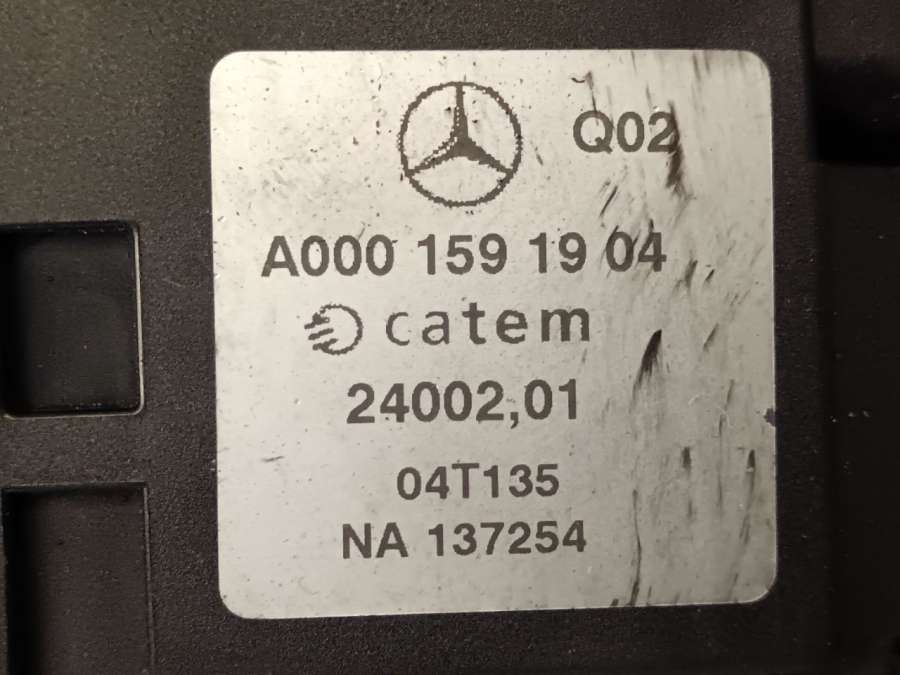 Q02
A000 159 19 04
catem
24002,01
04T135
NA 137254